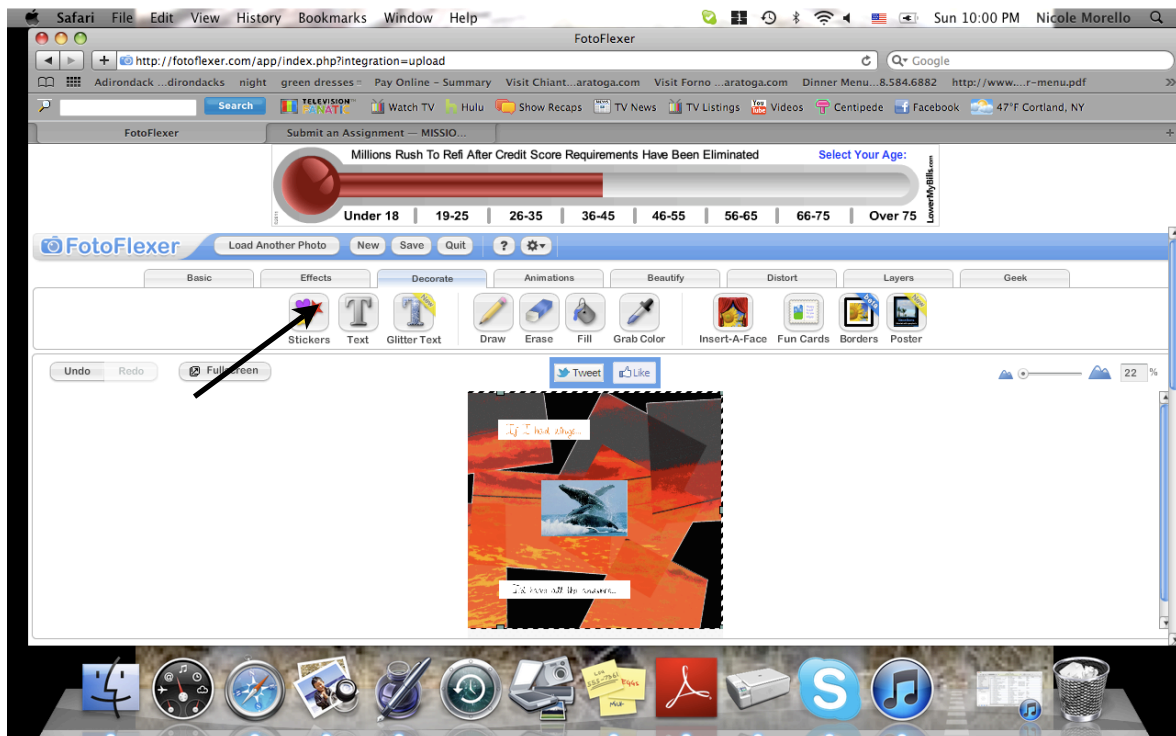 Safari File Edit View History Bookmarks Window Help Sun 10:00 PM Nicole Morello
FotoFlexer
http://fotoflexer.com/app/index.php?integration=upload Google
Adirondack ...dirondacks night green dresses Pay Online – Summary Visit Chiant...aratoga.com Visit Forno ...aratoga.com Dinner Menu...8.584.6882 http://www....r-menu.pdf
Search TELEVISION FANATIC Watch TV Hulu Show Recaps TV News TV Listings Videos Centipede Facebook 47°F Cortland, NY
FotoFlexer Submit an Assignment — MISSIO...
Millions Rush To Refi After Credit Score Requirements Have Been Eliminated Select Your Age:
LowerMyBills.com
Under 18 19-25 26-35 36-45 46-55 56-65 66-75 Over 75
FotoFlexer Load Another Photo New Save Quit ?
Basic Effects Decorate Animations Beautify Distort Layers Geek
Stickers Text Glitter Text Draw Erase Fill Grab Color Insert-A-Face Fun Cards Borders Poster
Undo Redo Fullscreen Tweet Like 22 %
If I had wings...